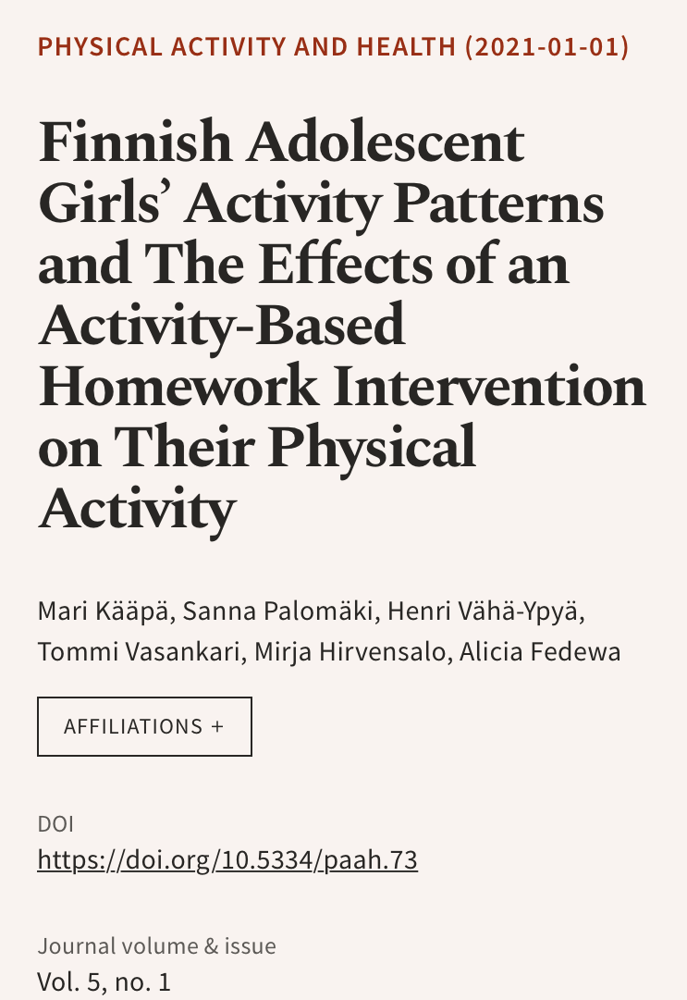 PHYSICAL ACTIVITY AND HEALTH (2021-01-01)
Finnish Adolescent
Girls’ Activity Patterns
and The Effects of an
Activity-Based
Homework Intervention
on Their Physical
Activity
Mari Kääpä, Sanna Palomäki, Henri Vähä-Ypyä,
Tommi Vasankari, Mirja Hirvensalo, Alicia Fedewa
AFFILIATIONS +
DOI
https://doi.org/10.5334/paah.73
Journal volume & issue
Vol. 5, no. 1